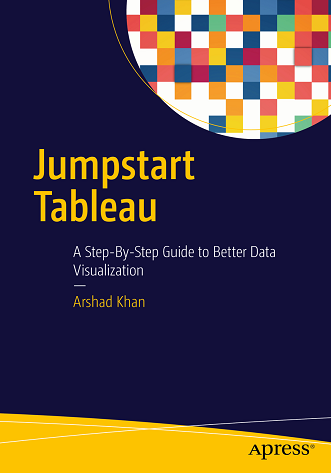 Jumpstart
Tableau
A Step-By-Step Guide to Better Data
Visualization
—
Arshad Khan
Apress®